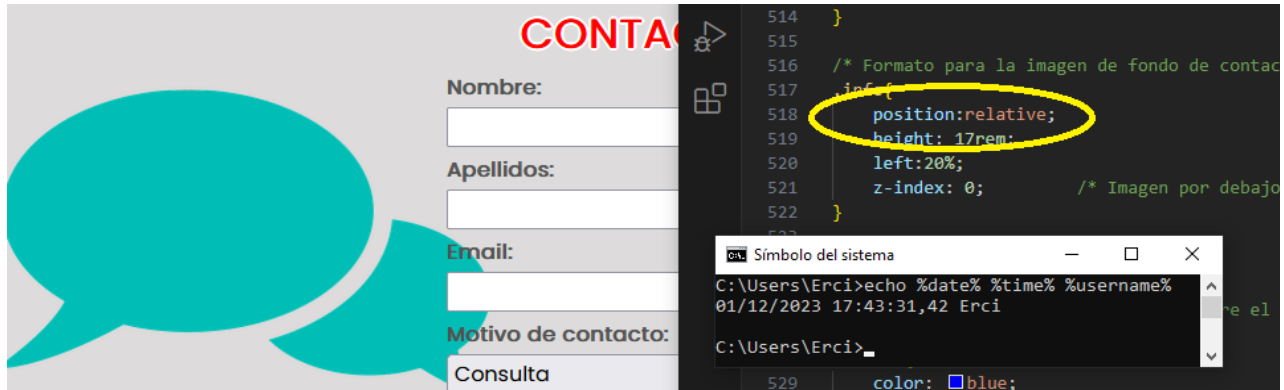 CONTA
Nombre:
Apellidos:
Email:
Motivo de contacto:
Consulta
514 }
515
516 /* Formato para la imagen de fondo de contac
517 .info{
518 position:relative;
519 height: 17rem;
520 left:20%;
521 z-index: 0; /* Imagen por debajo
522 }
Símbolo del sistema
C:\Users\Erci>echo %date% %time% %username%
01/12/2023 17:43:31,42 Erci
C:\Users\Erci>
re el
529 color: blue;